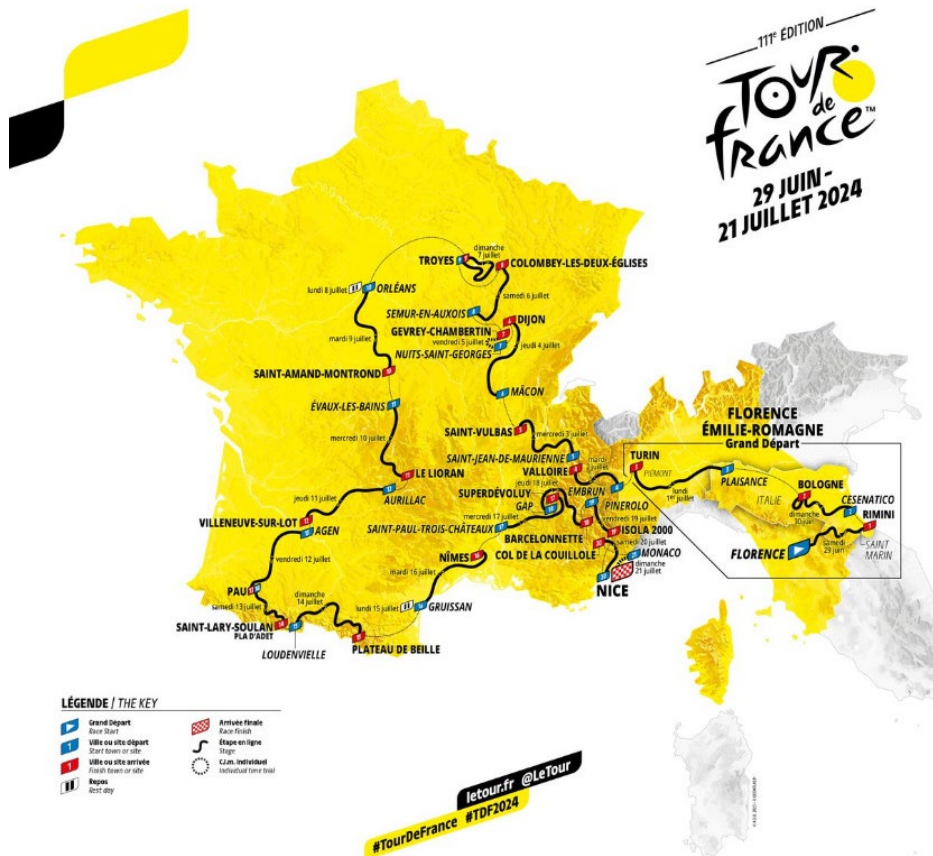 111e ÉDITION
TOUR
de
france™
29 JUIN -
21 JUILLET 2024
TROYES
dimanche
7 juillet
COLOMBEY-LES-DEUX-ÉGLISES
lundi 8 juillet
ORLÉANS
samedi 6 juillet
SEMUR-EN-AUXOIS
DIJON
GEVREY-CHAMBERTIN
vendredi 5 juillet
jeudi 4 juillet
mardi 9 juillet
NUITS-SAINT-GEORGES
SAINT-AMAND-MONTROND
MÂCON
ÉVAUX-LES-BAINS
FLORENCE
ÉMILIE-ROMAGNE
Grand Départ
SAINT-VULBAS
mercredi 3 juillet
mercredi 10 juillet
SAINT-JEAN-DE-MAURIENNE
mardi
TURIN
LE LIORAN
VALLOIRE
PIÉMONT
PLAISANCE
BOLOGNE
jeudi 18 juillet
lundi
1er juillet
ITALIE
jeudi 11 juillet
AURILLAC
SUPERDÉVOLUY
EMBRUN
PINEROLO
CESENATICO
GAP
dimanche
30 juin
RIMINI
VILLENEUVE-SUR-LOT
mercredi 17 juillet
vendredi 19 juillet
AGEN
SAINT-PAUL-TROIS-CHÂTEAUX
BARCELONNETTE
ISOLA 2000
samedi
29 juin
SAINT
MARIN
samedi 20 juillet
FLORENCE
COL DE LA COUILLOLE
MONACO
vendredi 12 juillet
NÎMES
dimanche
21 juillet
mardi 16 juillet
NICE
PAU
samedi 13 juillet
dimanche
14 juillet
lundi 15 juillet
GRUISSAN
SAINT-LARY-SOULAN
PLA D'ADET
LOUDENVIELLE
PLATEAU DE BEILLE
LÉGENDE / THE KEY
Grand Départ
Race Start
1
Ville ou site départ
Start town or site
1
Ville ou site arrivée
Finish town or site
Repos
Rest day
Arrivée finale
Race finish
Étape en ligne
Stage
C.l.m. individuel
Individual time trial
letour.fr @LeTour
#TourDeFrance #TDF2024